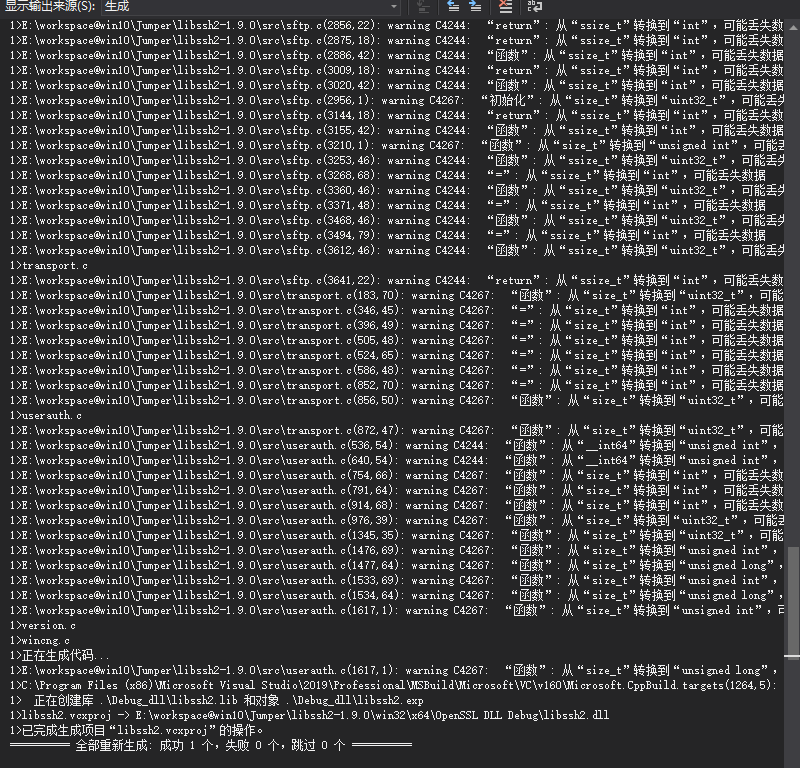 显示输出来源(S): 生成
1>E:\workspace@win10\Jumper\libssh2-1.9.0\src\sftp.c(2856,22): warning C4244: “return”: 从“ssize_t”转换到“int”，可能丢失数
1>E:\workspace@win10\Jumper\libssh2-1.9.0\src\sftp.c(2875,18): warning C4244: “return”: 从“ssize_t”转换到“int”，可能丢失数
1>E:\workspace@win10\Jumper\libssh2-1.9.0\src\sftp.c(2886,42): warning C4244: “函数”: 从“ssize_t”转换到“int”，可能丢失数据
1>E:\workspace@win10\Jumper\libssh2-1.9.0\src\sftp.c(3009,18): warning C4244: “return”: 从“ssize_t”转换到“int”，可能丢失数
1>E:\workspace@win10\Jumper\libssh2-1.9.0\src\sftp.c(3020,42): warning C4244: “函数”: 从“ssize_t”转换到“int”，可能丢失数据
1>E:\workspace@win10\Jumper\libssh2-1.9.0\src\sftp.c(2956,1): warning C4267: “初始化”: 从“size_t”转换到“uint32_t”，可能丢
1>E:\workspace@win10\Jumper\libssh2-1.9.0\src\sftp.c(3144,18): warning C4244: “return”: 从“ssize_t”转换到“int”，可能丢失数
1>E:\workspace@win10\Jumper\libssh2-1.9.0\src\sftp.c(3155,42): warning C4244: “函数”: 从“ssize_t”转换到“int”，可能丢失数据
1>E:\workspace@win10\Jumper\libssh2-1.9.0\src\sftp.c(3210,1): warning C4267: “函数”: 从“size_t”转换到“unsigned int”，可能
1>E:\workspace@win10\Jumper\libssh2-1.9.0\src\sftp.c(3253,46): warning C4244: “函数”: 从“ssize_t”转换到“uint32_t”，可能丢
1>E:\workspace@win10\Jumper\libssh2-1.9.0\src\sftp.c(3268,68): warning C4244: “=”: 从“ssize_t”转换到“int”，可能丢失数据
1>E:\workspace@win10\Jumper\libssh2-1.9.0\src\sftp.c(3360,46): warning C4244: “函数”: 从“ssize_t”转换到“uint32_t”，可能丢
1>E:\workspace@win10\Jumper\libssh2-1.9.0\src\sftp.c(3371,48): warning C4244: “=”: 从“ssize_t”转换到“int”，可能丢失数据
1>E:\workspace@win10\Jumper\libssh2-1.9.0\src\sftp.c(3468,46): warning C4244: “函数”: 从“ssize_t”转换到“uint32_t”，可能丢
1>E:\workspace@win10\Jumper\libssh2-1.9.0\src\sftp.c(3494,79): warning C4244: “=”: 从“ssize_t”转换到“int”，可能丢失数据
1>E:\workspace@win10\Jumper\libssh2-1.9.0\src\sftp.c(3612,46): warning C4244: “函数”: 从“ssize_t”转换到“uint32_t”，可能丢
1>transport.c
1>E:\workspace@win10\Jumper\libssh2-1.9.0\src\sftp.c(3641,22): warning C4244: “return”: 从“ssize_t”转换到“int”，可能丢失数
1>E:\workspace@win10\Jumper\libssh2-1.9.0\src\transport.c(183,70): warning C4267: “函数”: 从“size_t”转换到“uint32_t”，可能
1>E:\workspace@win10\Jumper\libssh2-1.9.0\src\transport.c(346,45): warning C4267: “=”: 从“size_t”转换到“int”，可能丢失数据
1>E:\workspace@win10\Jumper\libssh2-1.9.0\src\transport.c(396,49): warning C4267: “=”: 从“size_t”转换到“int”，可能丢失数据
1>E:\workspace@win10\Jumper\libssh2-1.9.0\src\transport.c(505,48): warning C4267: “=”: 从“size_t”转换到“int”，可能丢失数据
1>E:\workspace@win10\Jumper\libssh2-1.9.0\src\transport.c(524,65): warning C4267: “=”: 从“size_t”转换到“int”，可能丢失数据
1>E:\workspace@win10\Jumper\libssh2-1.9.0\src\transport.c(586,48): warning C4267: “=”: 从“size_t”转换到“int”，可能丢失数据
1>E:\workspace@win10\Jumper\libssh2-1.9.0\src\transport.c(852,70): warning C4267: “=”: 从“size_t”转换到“int”，可能丢失数据
1>E:\workspace@win10\Jumper\libssh2-1.9.0\src\transport.c(856,50): warning C4267: “函数”: 从“size_t”转换到“uint32_t”，可能
1>userauth.c
1>E:\workspace@win10\Jumper\libssh2-1.9.0\src\transport.c(872,47): warning C4267: “函数”: 从“size_t”转换到“uint32_t”，可能
1>E:\workspace@win10\Jumper\libssh2-1.9.0\src\userauth.c(536,54): warning C4244: “函数”: 从“__int64”转换到“unsigned int”，
1>E:\workspace@win10\Jumper\libssh2-1.9.0\src\userauth.c(640,54): warning C4244: “函数”: 从“__int64”转换到“unsigned int”，
1>E:\workspace@win10\Jumper\libssh2-1.9.0\src\userauth.c(754,66): warning C4267: “函数”: 从“size_t”转换到“int”，可能丢失数
1>E:\workspace@win10\Jumper\libssh2-1.9.0\src\userauth.c(791,64): warning C4267: “函数”: 从“size_t”转换到“int”，可能丢失数
1>E:\workspace@win10\Jumper\libssh2-1.9.0\src\userauth.c(914,68): warning C4267: “函数”: 从“size_t”转换到“int”，可能丢失数
1>E:\workspace@win10\Jumper\libssh2-1.9.0\src\userauth.c(976,39): warning C4267: “函数”: 从“size_t”转换到“uint32_t”，可能丢
1>E:\workspace@win10\Jumper\libssh2-1.9.0\src\userauth.c(1345,35): warning C4267: “函数”: 从“size_t”转换到“uint32_t”，可能
1>E:\workspace@win10\Jumper\libssh2-1.9.0\src\userauth.c(1476,69): warning C4267: “函数”: 从“size_t”转换到“unsigned int”，
1>E:\workspace@win10\Jumper\libssh2-1.9.0\src\userauth.c(1477,64): warning C4267: “函数”: 从“size_t”转换到“unsigned long”，
1>E:\workspace@win10\Jumper\libssh2-1.9.0\src\userauth.c(1533,69): warning C4267: “函数”: 从“size_t”转换到“unsigned int”，
1>E:\workspace@win10\Jumper\libssh2-1.9.0\src\userauth.c(1534,64): warning C4267: “函数”: 从“size_t”转换到“unsigned long”，
1>E:\workspace@win10\Jumper\libssh2-1.9.0\src\userauth.c(1617,1): warning C4267: “函数”: 从“size_t”转换到“unsigned int”，可
1>version.c
1>wincng.c
1>正在生成代码...
1>E:\workspace@win10\Jumper\libssh2-1.9.0\src\userauth.c(1617,1): warning C4267: “函数”: 从“size_t”转换到“unsigned long”，
1>C:\Program Files (x86)\Microsoft Visual Studio\2019\Professional\MSBuild\Microsoft\VC\v160\Microsoft.CppBuild.targets(1264,5):
1>  正在创建库 .\Debug_dll\libssh2.lib 和对象 .\Debug_dll\libssh2.exp
1>libssh2.vcxproj -> E:\workspace@win10\Jumper\libssh2-1.9.0\win32\x64\OpenSSL DLL Debug\libssh2.dll
1>已完成生成项目“libssh2.vcxproj”的操作。
========== 全部重新生成: 成功 1 个，失败 0 个，跳过 0 个 ==========